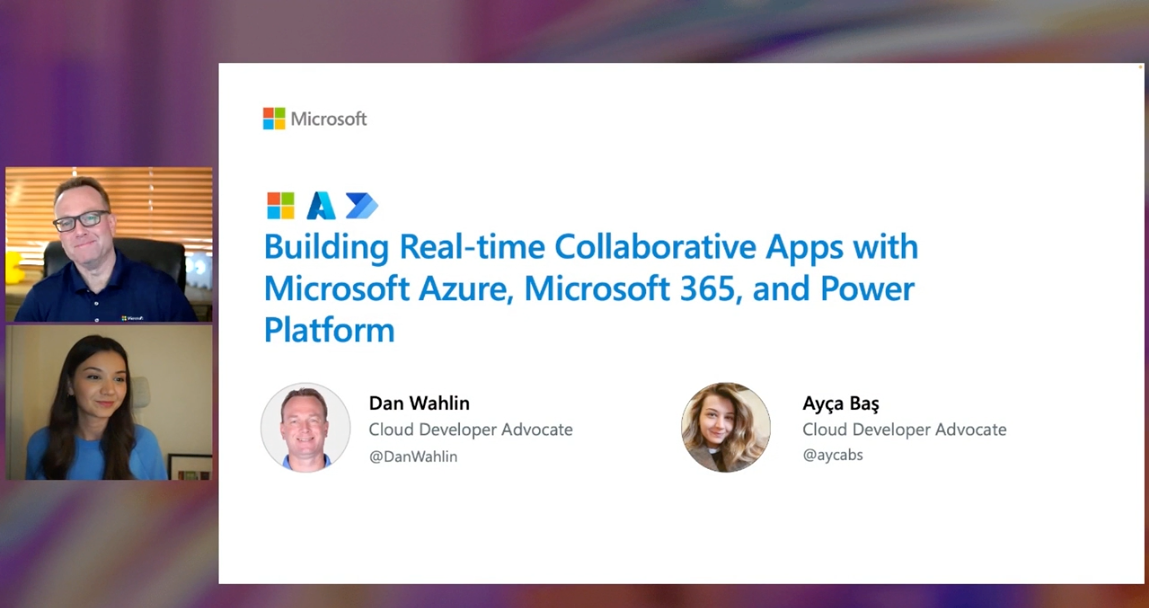 Microsoft
Building Real-time Collaborative Apps with
Microsoft Azure, Microsoft 365, and Power
Platform
Dan Wahlin
Cloud Developer Advocate
@DanWahlin
Ayça Baş
Cloud Developer Advocate
@aycabs
Microsoft